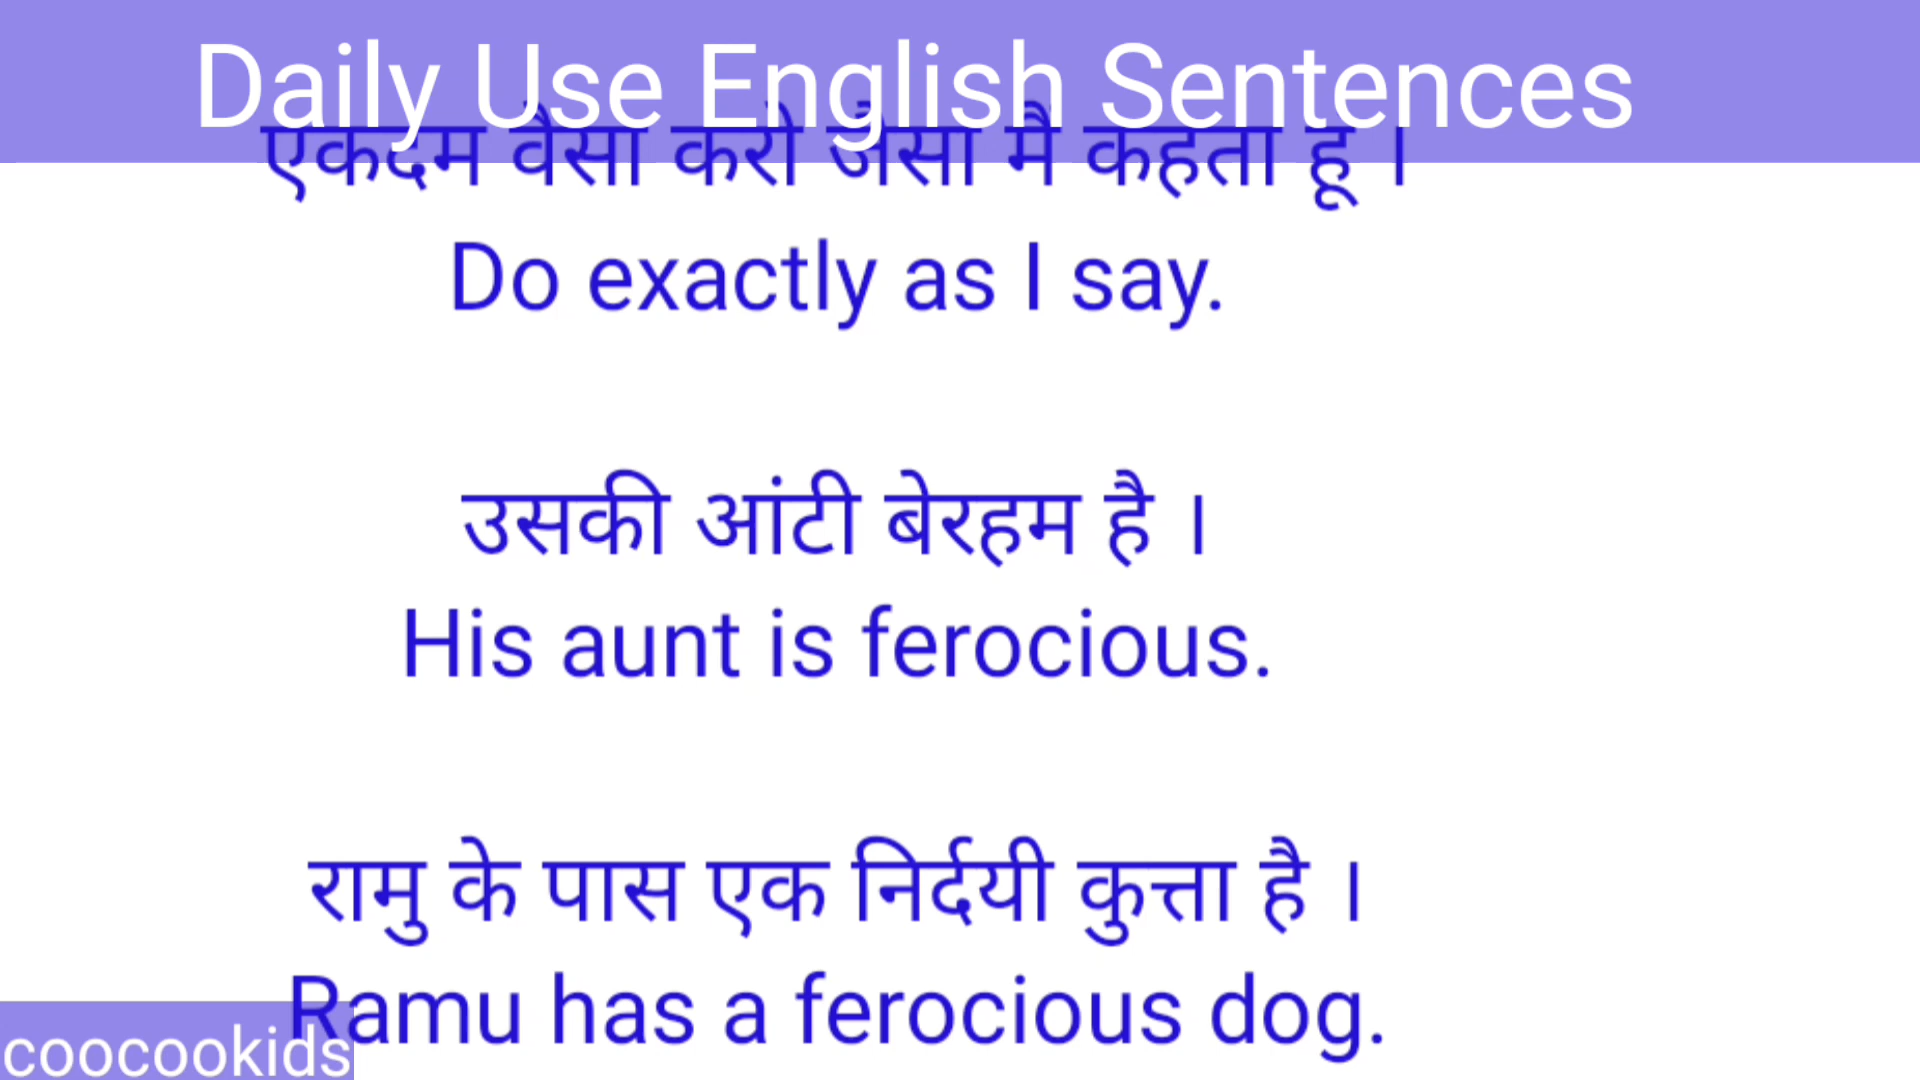 Daily Use English Sentences
एकदम वैसा करो जैसा मै कहता हू ।
Do exactly as I say.
उसकी आंटी बेरहम है ।
His aunt is ferocious.
रामु के पास एक निर्दयी कुत्ता है ।
Ramu has a ferocious dog.
coocookids